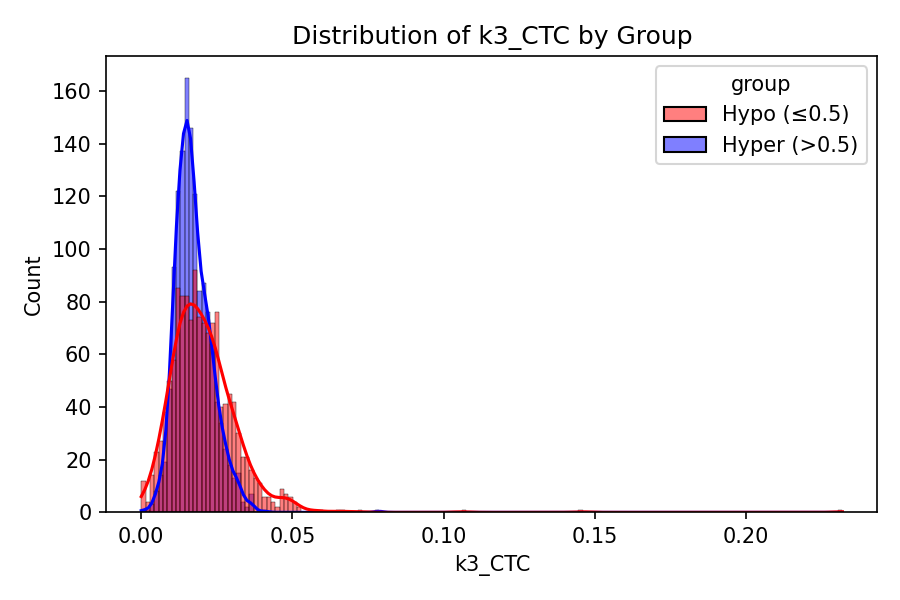 Distribution of k3_CTC by Group
group
Hypo (≤0.5)
Hyper (>0.5)
Count
160
140
120
100
80
60
40
20
0
0.00 0.05 0.10 0.15 0.20
k3_CTC